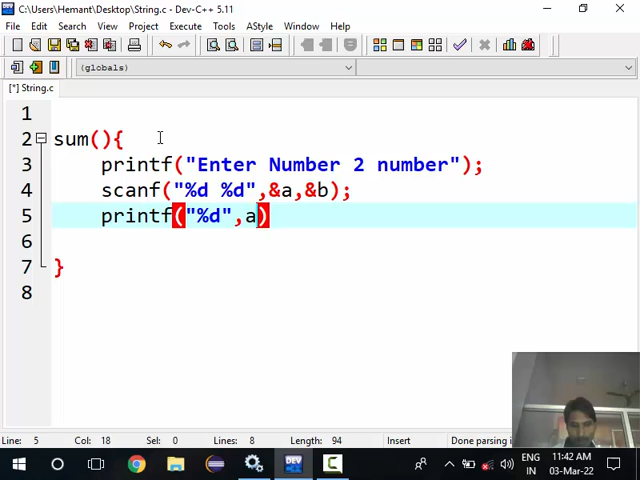 C:\Users\Hemant\Desktop\String.c - Dev-C++ 5.11
File Edit Search View Project Execute Tools AStyle Window Help
(globals)
[*] String.c
1
2 sum(){
3 printf("Enter Number 2 number");
4 scanf("%d %d",&a,&b);
5 printf("%d",a)
6
7 }
8
Line: 5 Col: 18 Sel: 0 Lines: 8 Length: 94 Insert Done parsing i
DEV C ENG 11:42 AM
IN 03-Mar-22